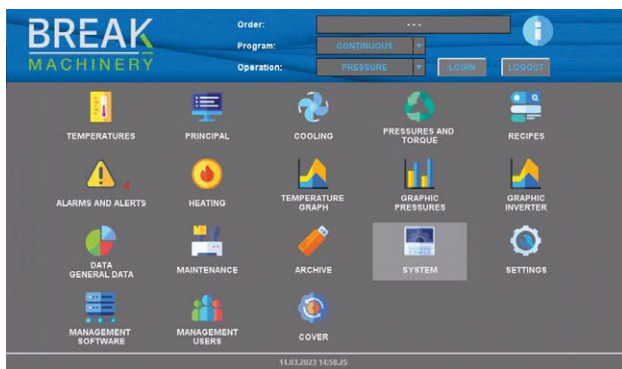 BREAK
MACHINERY
Order: ---
Program: CONTINUOUS
Operation: PRESSURE LOGIN LOGOUT
TEMPERATURES
PRINCIPAL
COOLING
PRESSURES AND
TORQUE
RECIPES
ALARMS AND ALERTS
HEATING
TEMPERATURE
GRAPH
GRAPHIC
PRESSURES
GRAPHIC
INVERTER
DATA
GENERAL DATA
MAINTENANCE
ARCHIVE
SYSTEM
SETTINGS
MANAGEMENT
SOFTWARE
MANAGEMENT
USERS
COVER
14.03.2023 14:58.25